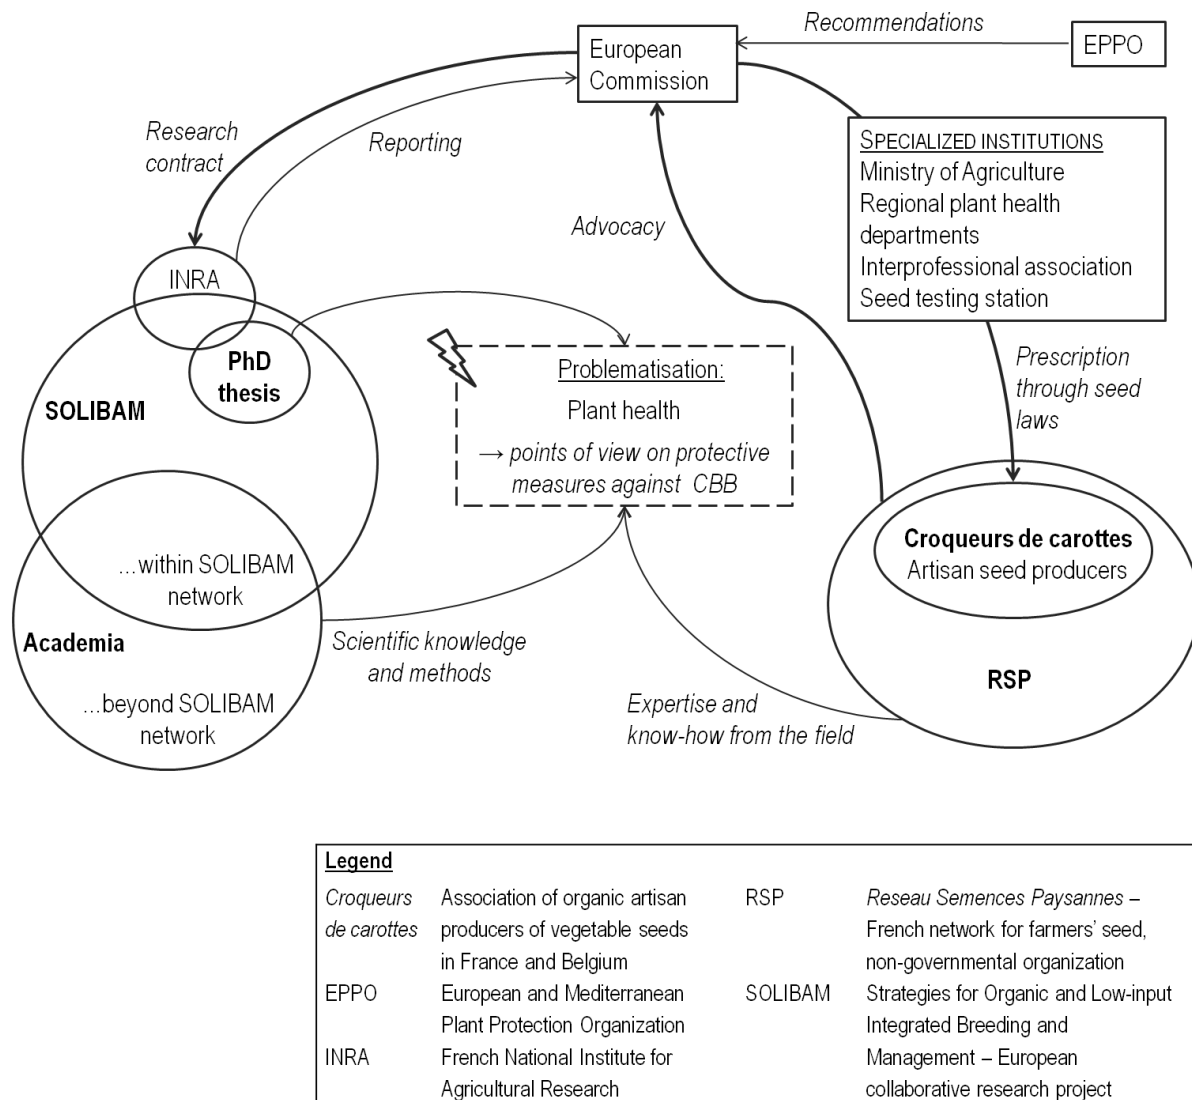 Recommendations
European
Commission
EPPO
Research
contract
Reporting
Advocacy
SPECIALIZED INSTITUTIONS
Ministry of Agriculture
Regional plant health
departments
Interprofessional association
Seed testing station
INRA
PhD
thesis
SOLIBAM
Problematisation:
Plant health
→ points of view on protective
measures against CBB
Prescription
through seed
laws
Croqueurs de carottes
Artisan seed producers
RSP
...within SOLIBAM
network
Academia
...beyond SOLIBAM
network
Scientific knowledge
and methods
Expertise and
know-how from the field
Legend
Croqueurs
de carottes
Association of organic artisan
producers of vegetable seeds
in France and Belgium
EPPO
European and Mediterranean
Plant Protection Organization
INRA
French National Institute for
Agricultural Research
RSP
Reseau Semences Paysannes –
French network for farmers' seed,
non-governmental organization
SOLIBAM
Strategies for Organic and Low-input
Integrated Breeding and
Management – European
collaborative research project